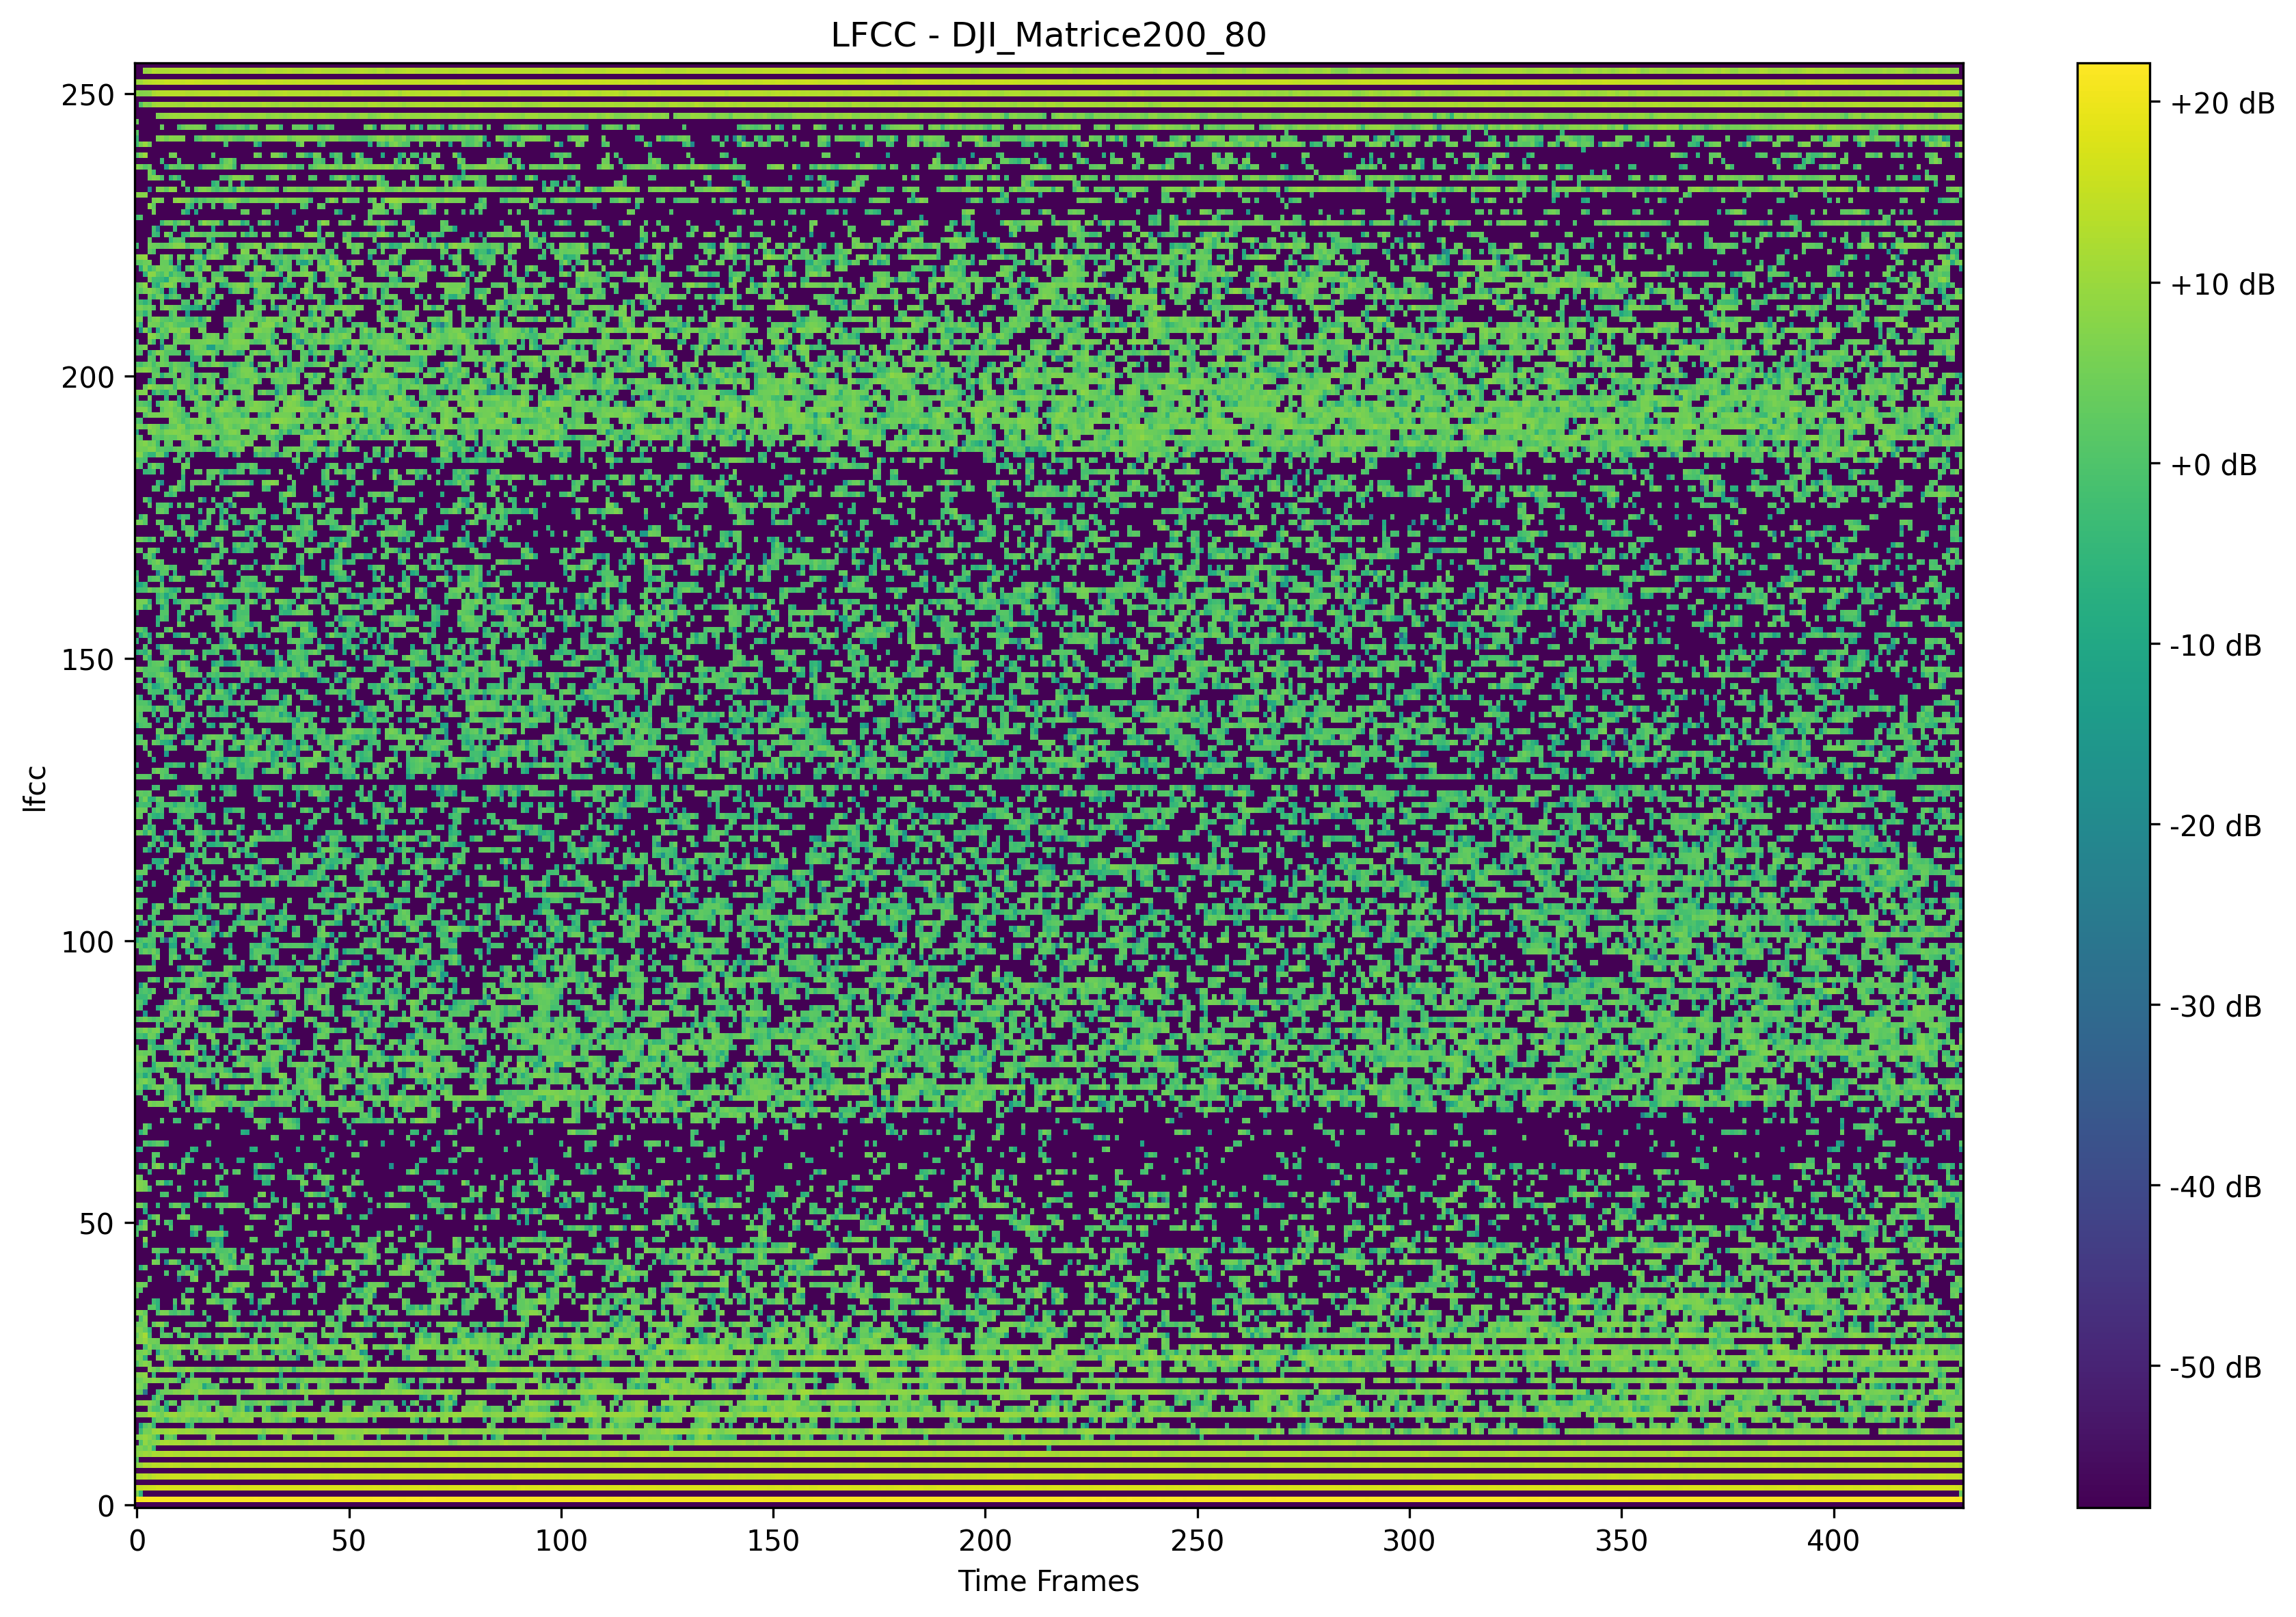 LFCC - DJI_Matrice200_80
250
200
150
100
50
0
lfcc
0 50 100 150 200 250 300 350 400
Time Frames
+20 dB
+10 dB
+0 dB
-10 dB
-20 dB
-30 dB
-40 dB
-50 dB